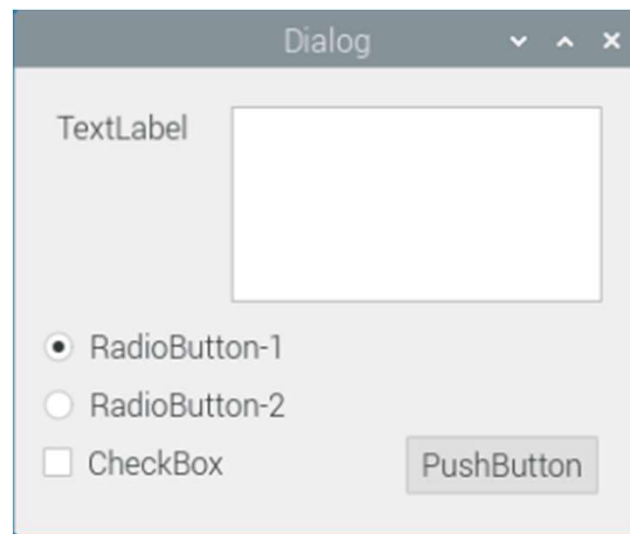 Dialog
TextLabel
RadioButton-1
RadioButton-2
CheckBox
PushButton